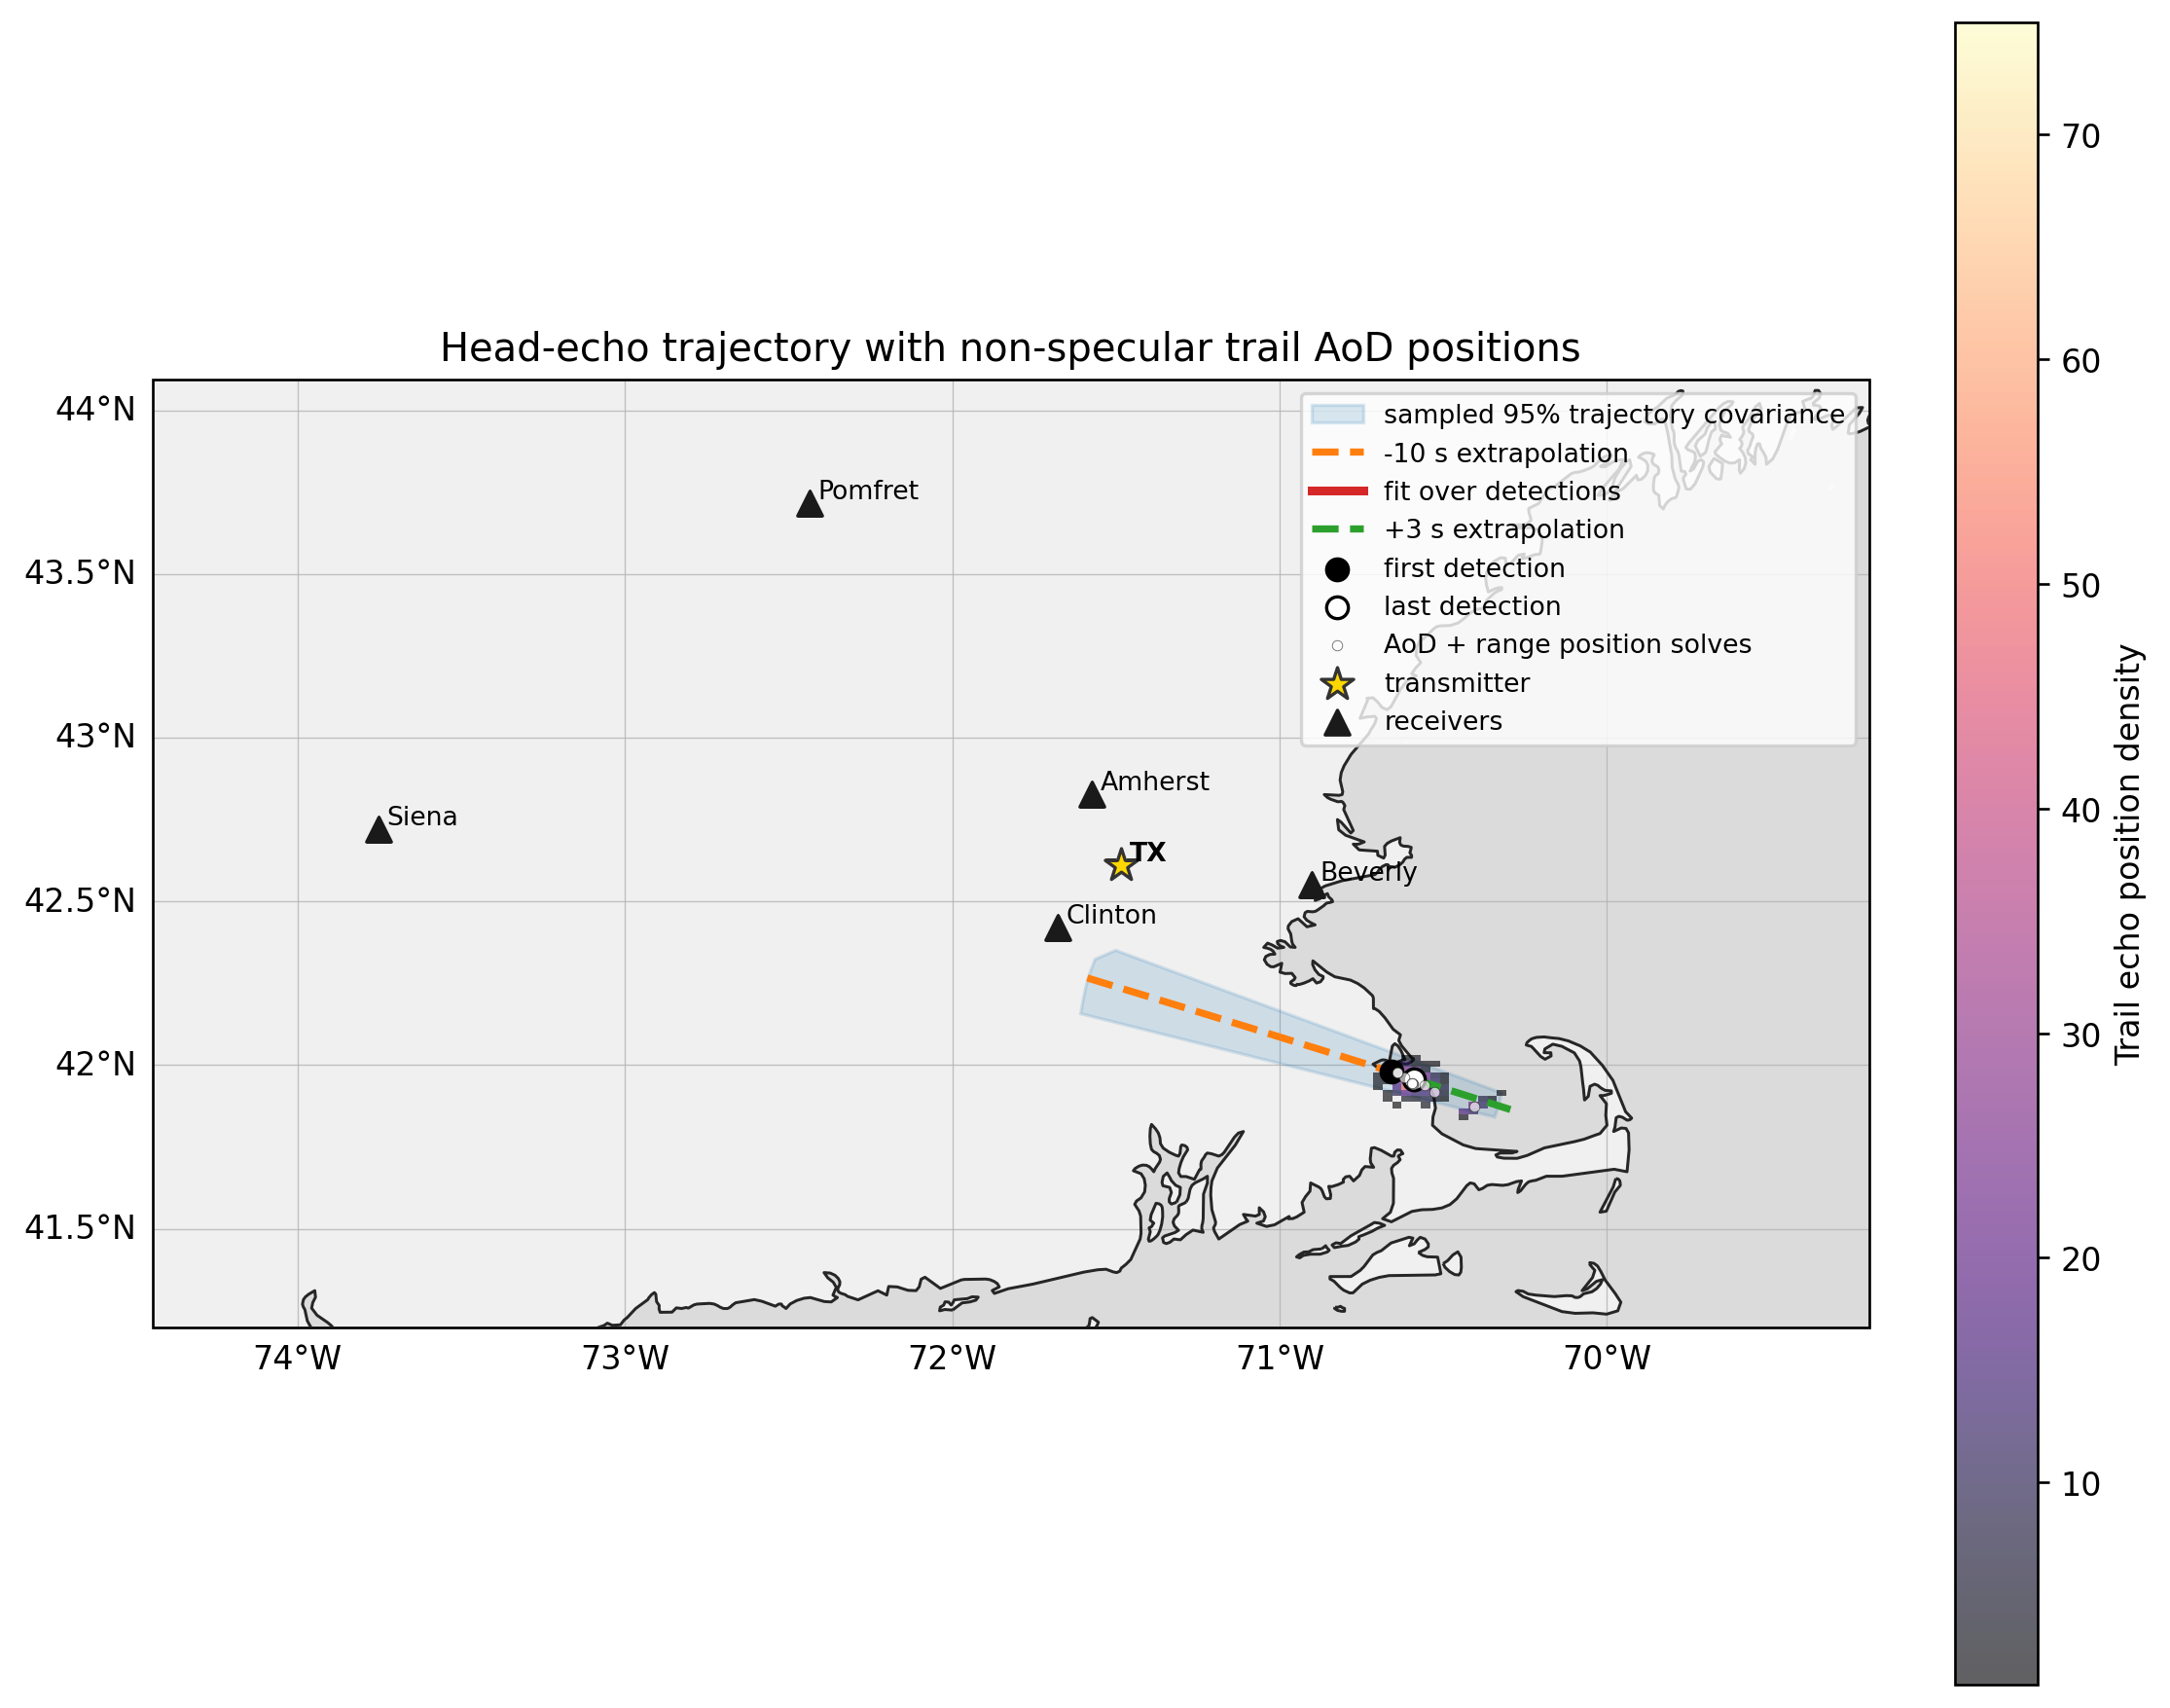 Head-echo trajectory with non-specular trail AoD positions
44°N
43.5°N
43°N
42.5°N
42°N
41.5°N
74°W
73°W
72°W
71°W
70°W
sampled 95% trajectory covariance
-10 s extrapolation
fit over detections
+3 s extrapolation
first detection
last detection
AoD + range position solves
transmitter
receivers
Pomfret
Siena
Amherst
TX
Beverly
Clinton
70
60
50
40
30
20
10
Trail echo position density